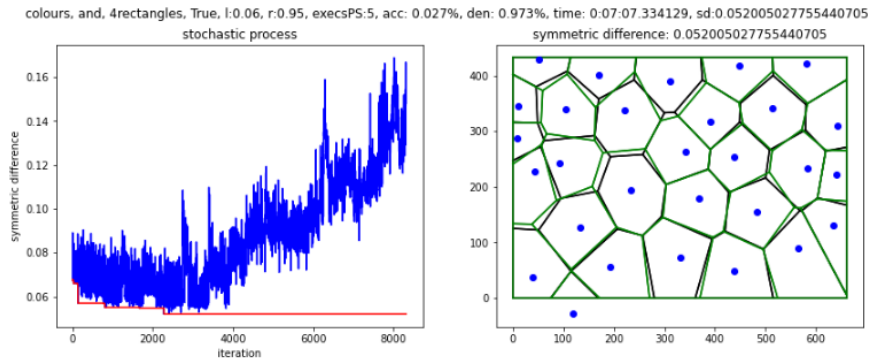 colours, and, 4rectangles, True, l:0.06, r:0.95, execsPS:5, acc: 0.027%, den: 0.973%, time: 0:07:07.334129, sd:0.052005027755440705
stochastic process
symmetric difference: 0.052005027755440705
symmetric difference
0.16
0.14
0.12
0.10
0.08
0.06
0 2000 4000 6000 8000
iteration
400
300
200
100
0
0 100 200 300 400 500 600